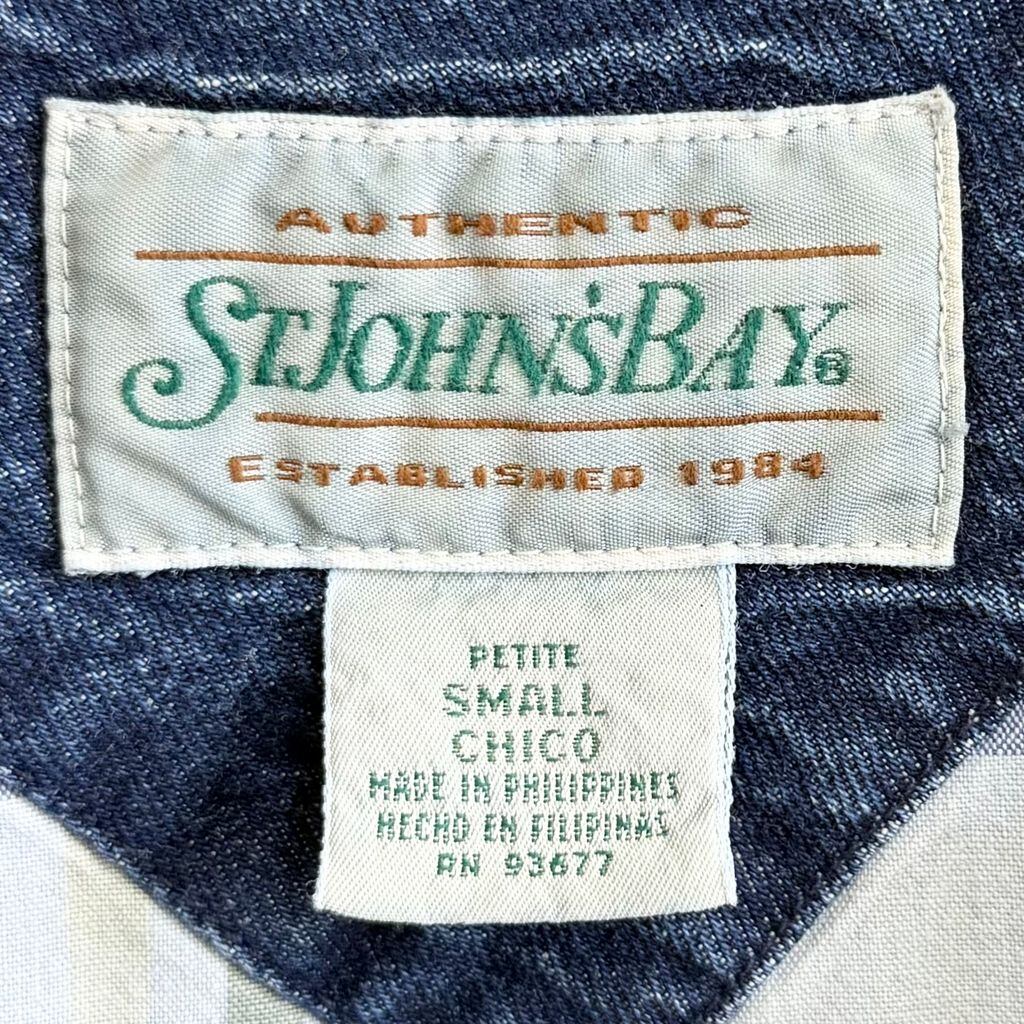 AUTHENTIC
ST JOHN'S BAY®
ESTABLISHED 1984
PETITE
SMALL
CHICO
MADE IN PHILIPPINES
HECHO EN FILIPINAS
RN 93677